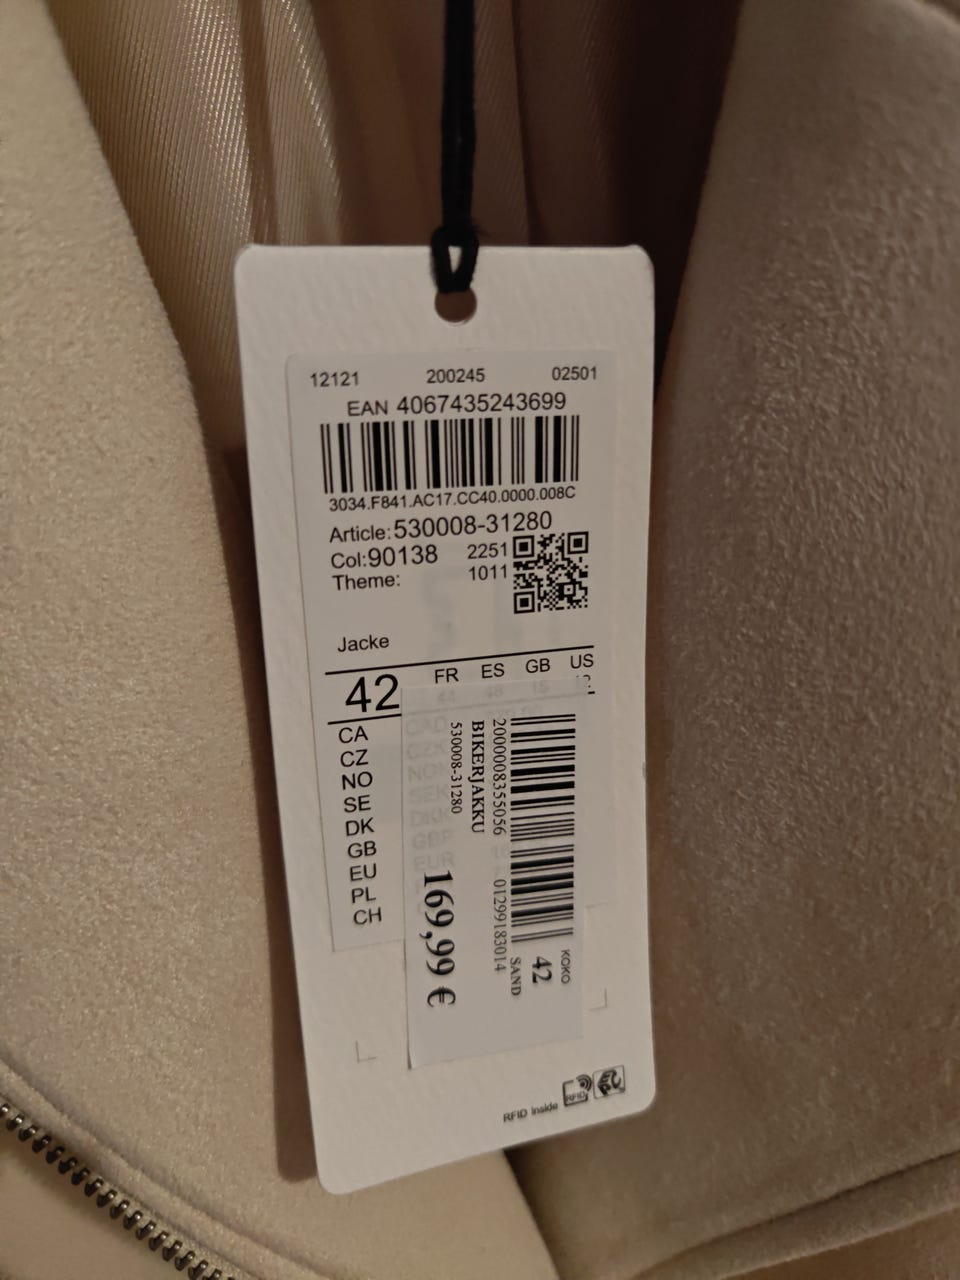 12121 200245 02501
EAN 4067435243699
3034.F841.AC17.CC40.0000.008C
Article: 530008-31280
Col: 90138 2251
Theme: 1011
Jacke
42 FR ES GB US
CA
CZ
NO
SE
DK
GB
EU
PL
CH
KOKO
42
SAND
2000008355056 01299183014
BIKERJAKKU
530008-31280
169,99 €
RFID Inside RFID